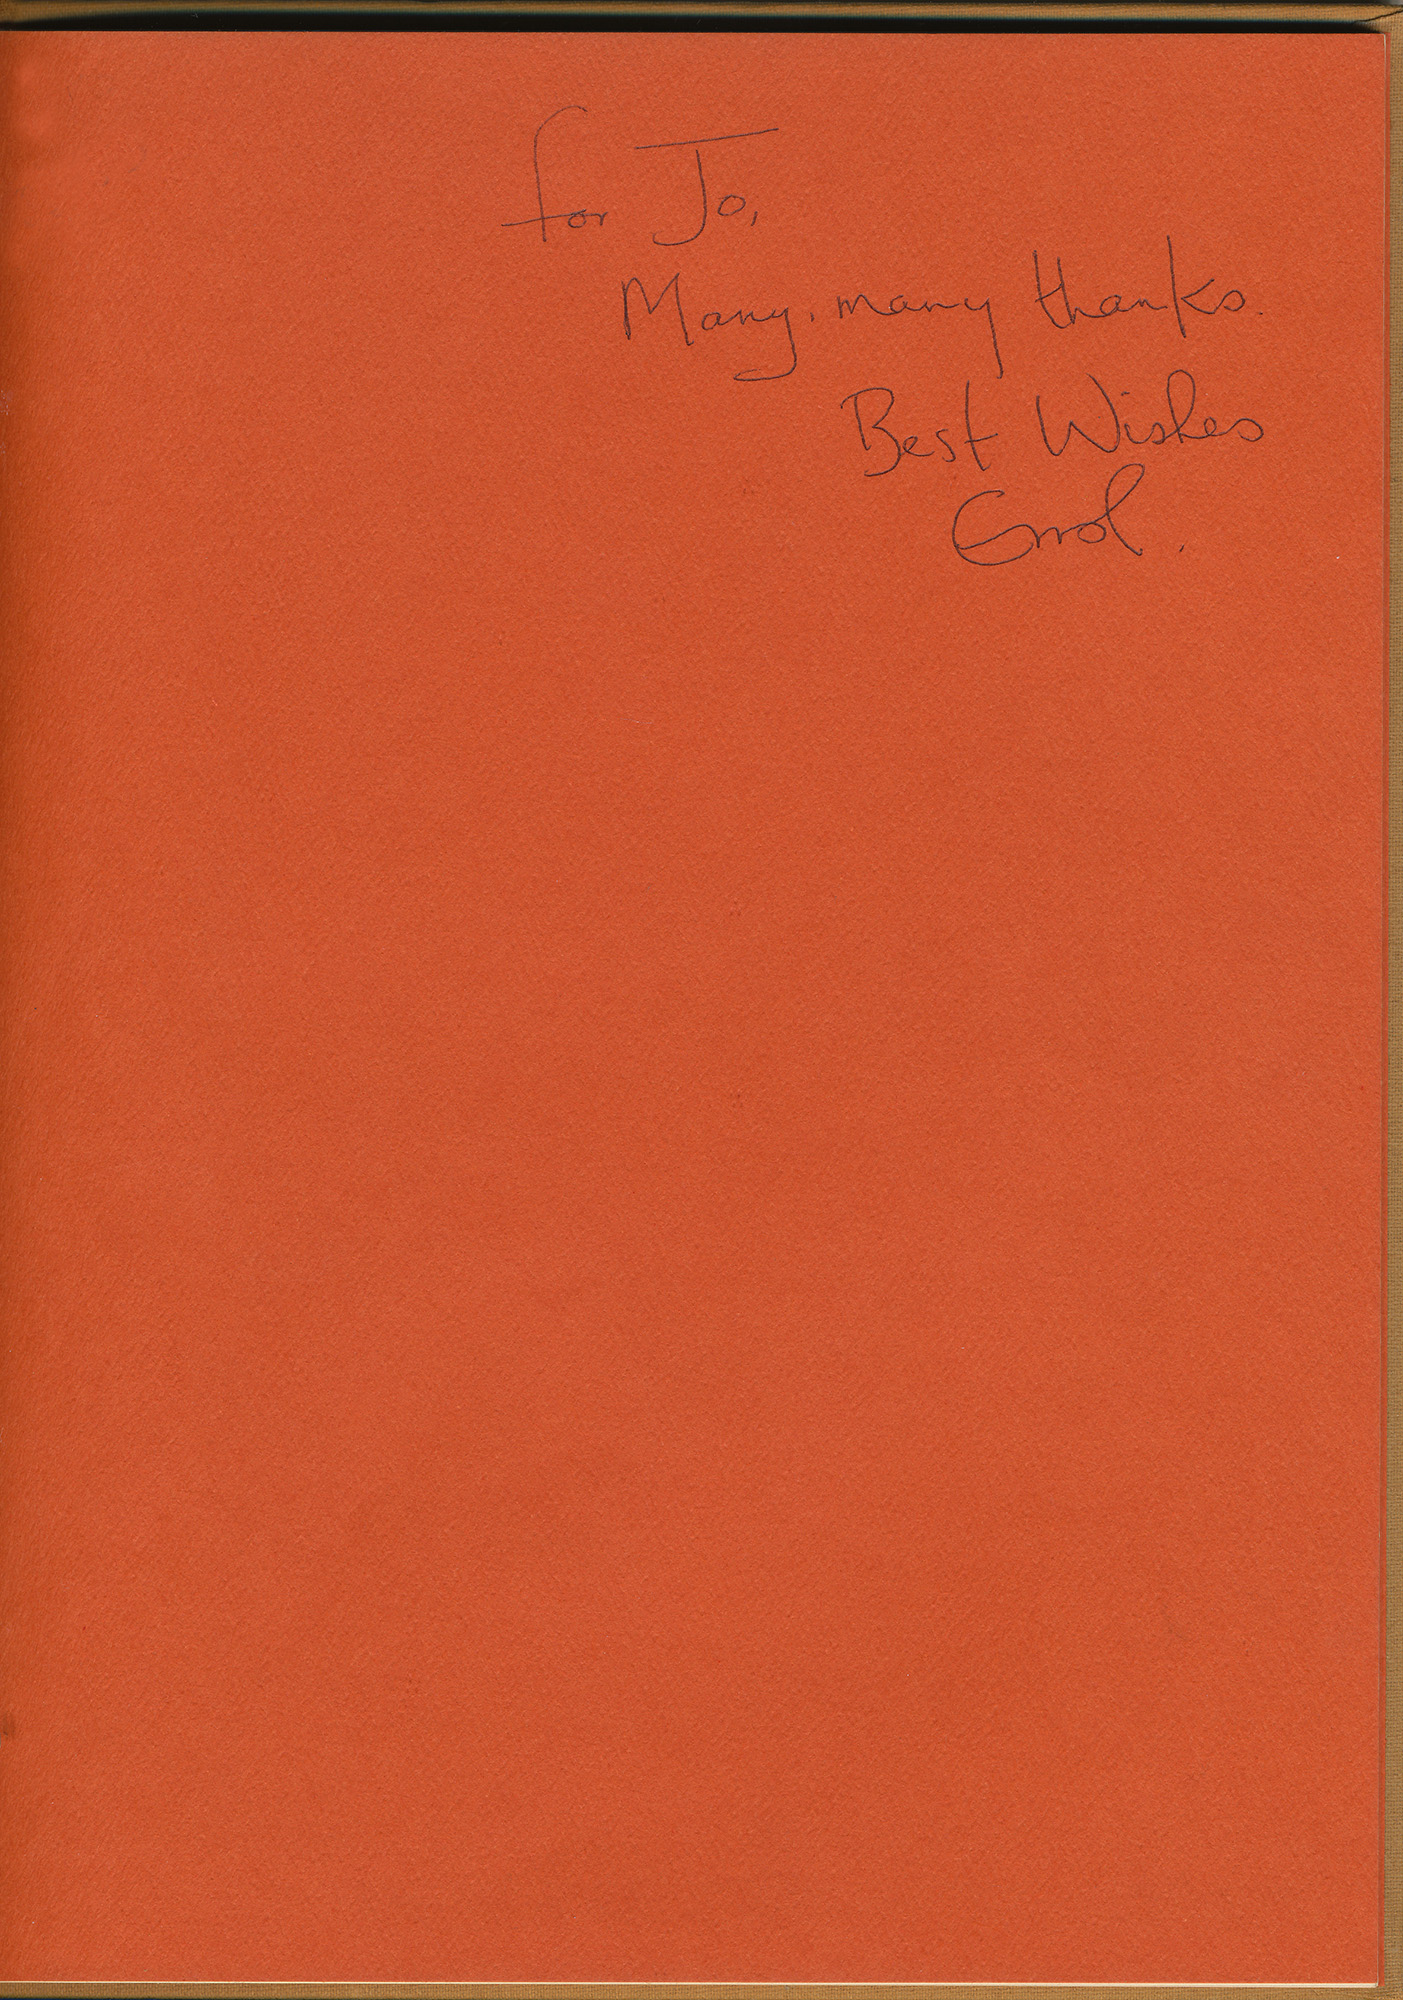 for Jo,
Many, many thanks.
Best Wishes
Errol.